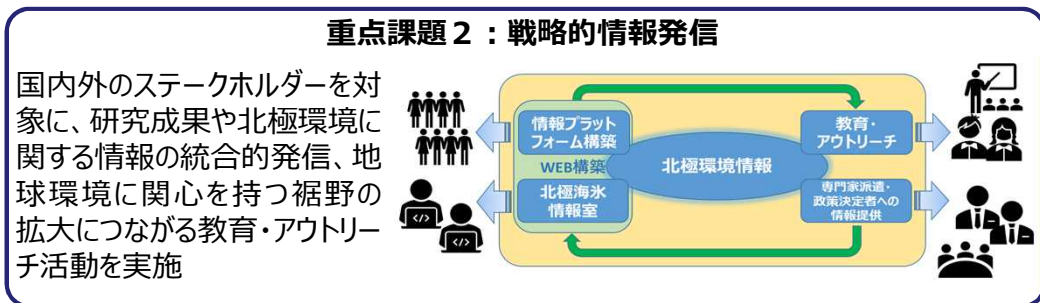 重点課題２：戦略的情報発信
国内外のステークホルダーを対
象に、研究成果や北極環境に
関する情報の統合的発信、地
球環境に関心を持つ裾野の
拡大につながる教育・アウトリー
チ活動を実施
情報プラット
フォーム構築
WEB構築
北極海氷
情報室
北極環境情報
教育・
アウトリーチ
専門家派遣・
政策決定者への
情報提供
</>
</>